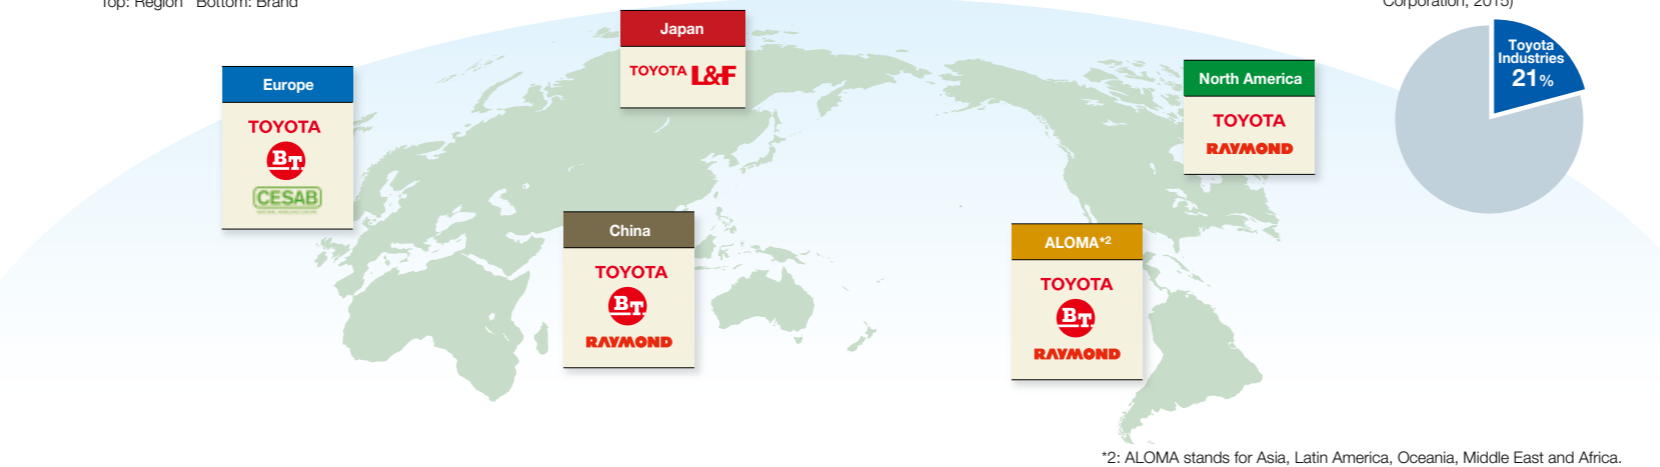 Top: Region Bottom: Brand
Corporation, 2015)
Japan
TOYOTA L&F
Europe
TOYOTA
BT
CESAB
North America
TOYOTA
RAYMOND
Toyota
Industries
21%
China
TOYOTA
BT
RAYMOND
ALOMA*2
TOYOTA
BT
RAYMOND
*2: ALOMA stands for Asia, Latin America, Oceania, Middle East and Africa.